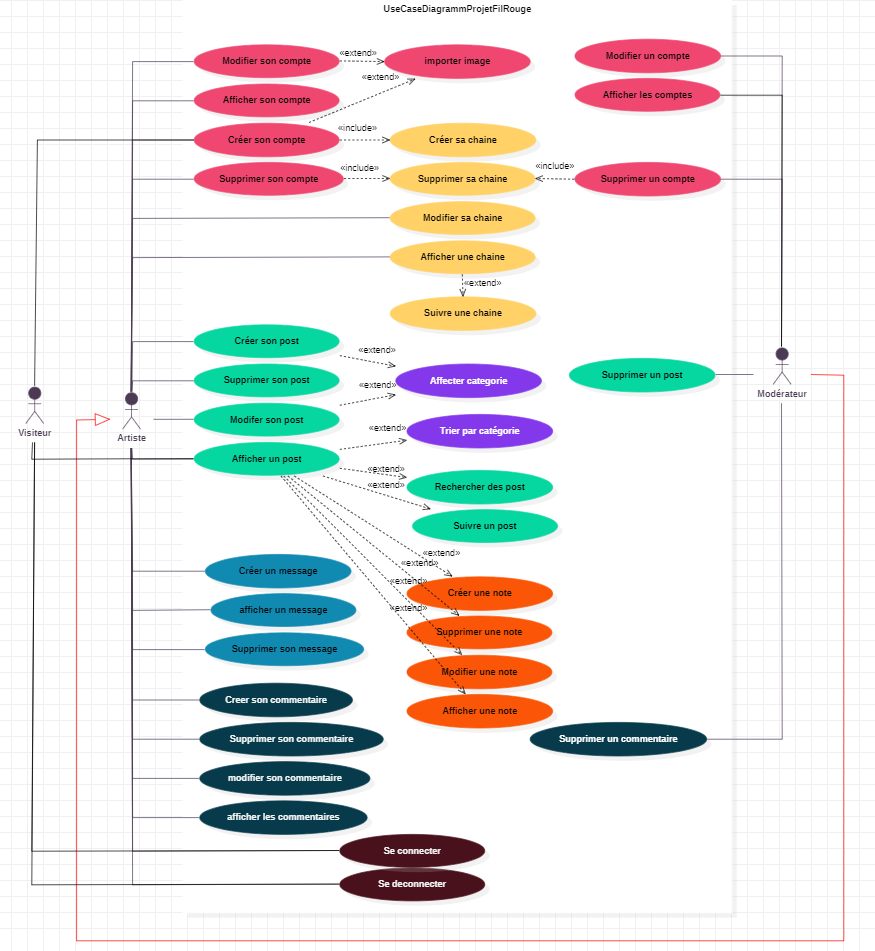 UseCaseDiagrammProjetFilRouge
Modifier son compte
«extend»
importer image
Modifier un compte
«extend»
Afficher son compte
Afficher les comptes
Créer son compte
«include»
Créer sa chaine
Supprimer son compte
«include»
Supprimer sa chaine
«include»
Supprimer un compte
Modifier sa chaine
Afficher une chaine
«extend»
Suivre une chaine
Créer son post
«extend»
Supprimer son post
«extend»
Affecter categorie
Supprimer un post
Modérateur
Modifer son post
Visiteur
Artiste
«extend»
Trier par catégorie
Afficher un post
«extend»
«extend»
Rechercher des post
Suivre un post
«extend»
«extend»
«extend»
«extend»
Créer un message
Créer une note
afficher un message
Supprimer une note
Supprimer son message
Modifier une note
Creer son commentaire
Afficher une note
Supprimer son commentaire
Supprimer un commentaire
modifier son commentaire
afficher les commentaires
Se connecter
Se deconnecter